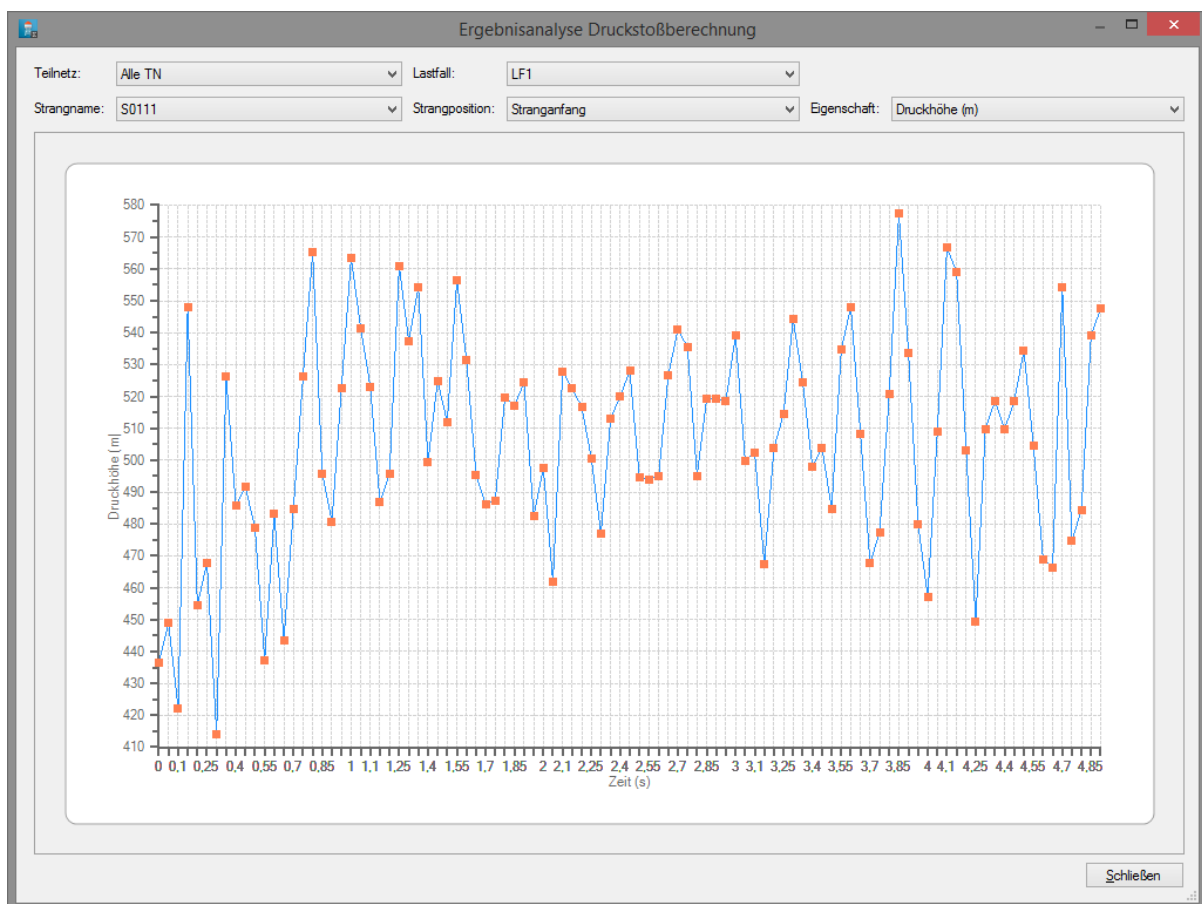 Ergebnisanalyse Druckstoßberechnung
Teilnetz: Alle TN Lastfall: LF1
Strangname: S0111 Strangposition: Stranganfang Eigenschaft: Druckhöhe (m)
580
570
560
550
540
530
520
510
500
490
480
470
460
450
440
430
420
410
Druckhöhe (m)
0 0,1 0,25 0,4 0,55 0,7 0,85 1 1,1 1,25 1,4 1,55 1,7 1,85 2 2,1 2,25 2,4 2,55 2,7 2,85 3 3,1 3,25 3,4 3,55 3,7 3,85 4 4,1 4,25 4,4 4,55 4,7 4,85
Zeit (s)
Schließen